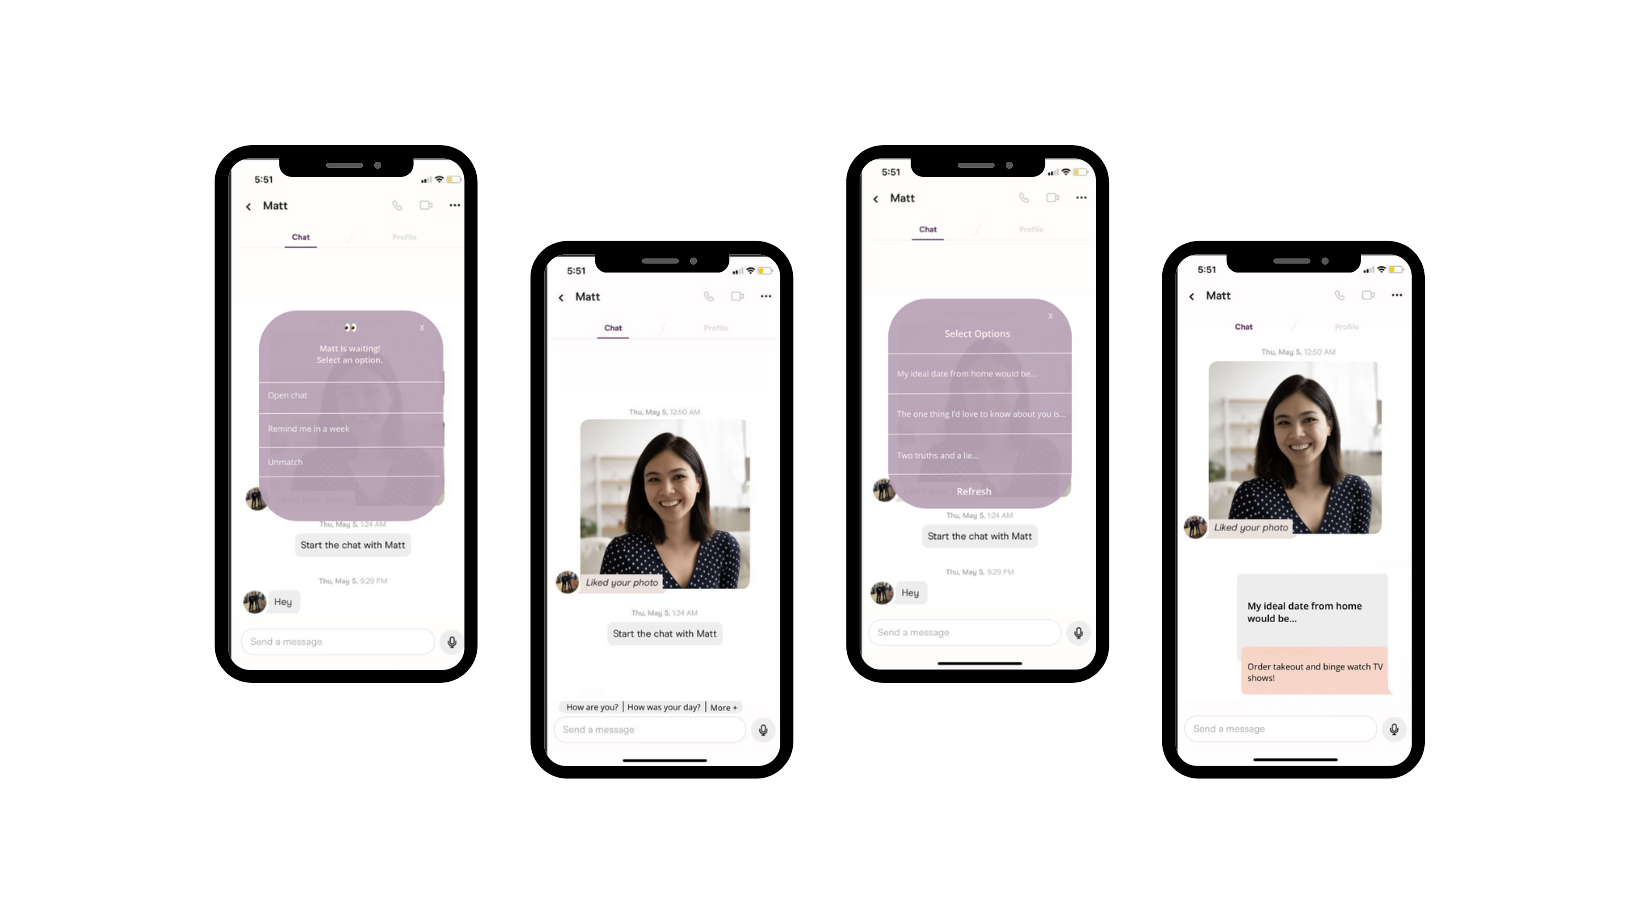 5:51
Matt
Chat
Profile
👀
x
Matt is waiting!
Select an option.
Open chat
Remind me in a week
Unmatch
Thu, May 5, 1:24 AM
Start the chat with Matt
Thu, May 5, 9:29 PM
Hey
Send a message
5:51
Matt
Chat
Profile
Thu, May 5, 12:50 AM
Liked your photo
Thu, May 5, 1:24 AM
Start the chat with Matt
How are you? | How was your day? | More +
Send a message
5:51
Matt
Chat
Profile
x
Select Options
My ideal date from home would be...
The one thing I'd love to know about you is...
Two truths and a lie...
Refresh
Thu, May 5, 1:24 AM
Start the chat with Matt
Thu, May 5, 9:29 PM
Hey
Send a message
5:51
Matt
Chat
Profile
Thu, May 5, 12:50 AM
Liked your photo
My ideal date from home
would be...
Order takeout and binge watch TV
shows!
Send a message